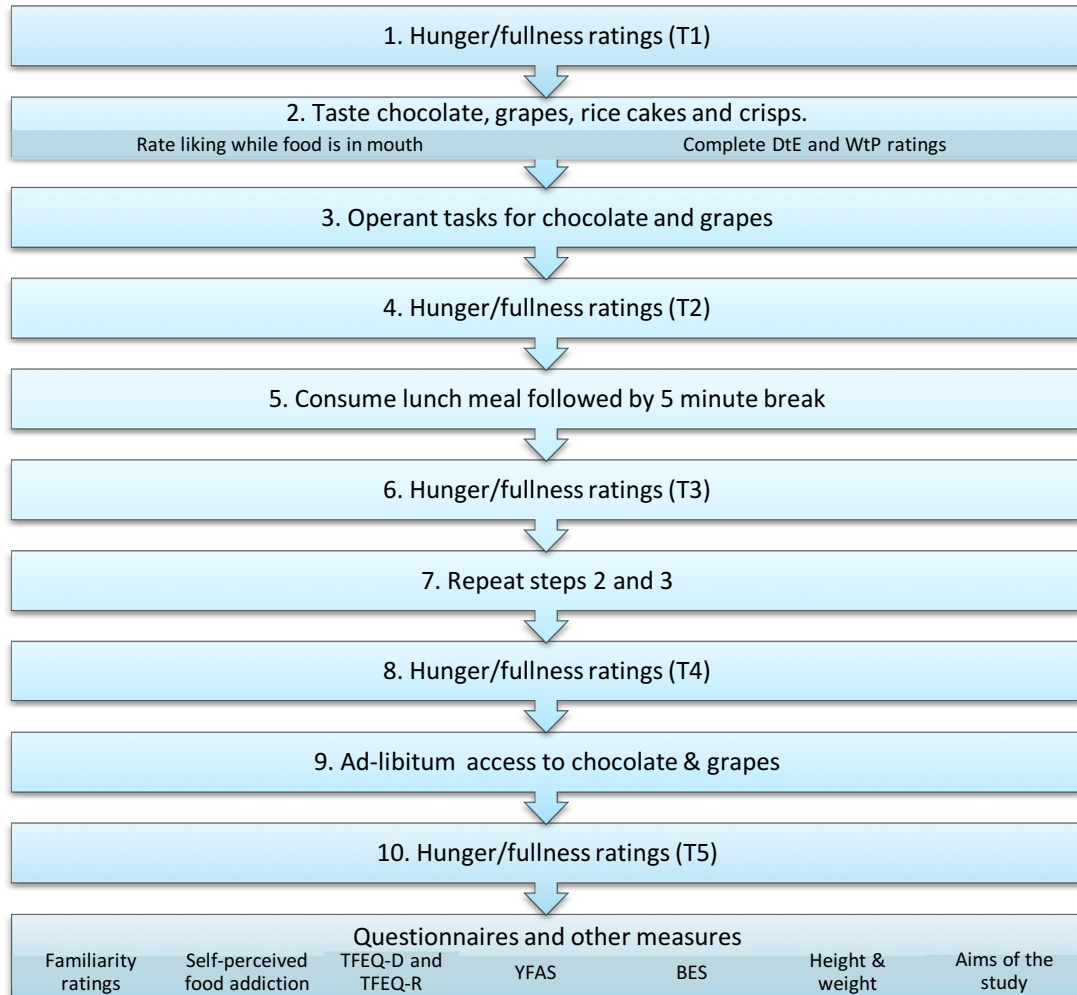 1. Hunger/fullness ratings (T1)
2. Taste chocolate, grapes, rice cakes and crisps.
Rate liking while food is in mouth
Complete DtE and WtP ratings
3. Operant tasks for chocolate and grapes
4. Hunger/fullness ratings (T2)
5. Consume lunch meal followed by 5 minute break
6. Hunger/fullness ratings (T3)
7. Repeat steps 2 and 3
8. Hunger/fullness ratings (T4)
9. Ad-libitum access to chocolate & grapes
10. Hunger/fullness ratings (T5)
Questionnaires and other measures
Familiarity
ratings
Self-perceived
food addiction
TFEQ-D and
TFEQ-R
YFAS
BES
Height &
weight
Aims of the
study